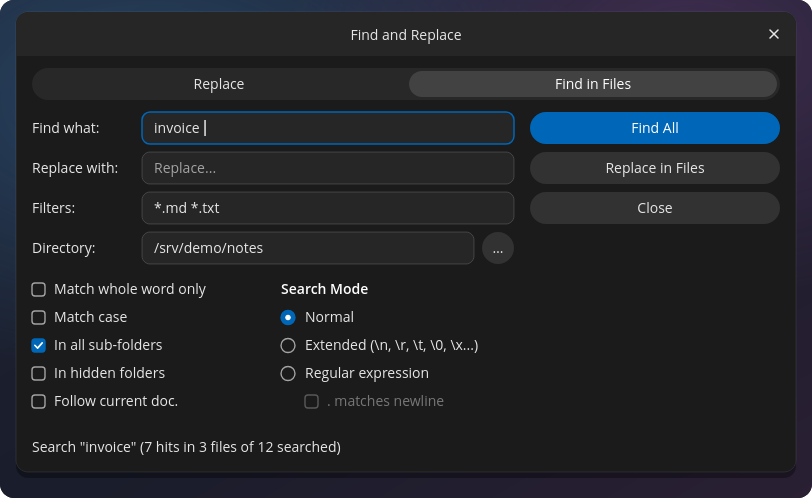 Find and Replace ✕
Replace Find in Files
Find what: invoice Find All
Replace with: Replace... Replace in Files
Filters: *.md *.txt Close
Directory: /srv/demo/notes ...
Match whole word only Search Mode
Match case Normal
In all sub-folders Extended (\n, \r, \t, \0, \x...)
In hidden folders Regular expression
Follow current doc. . matches newline
Search "invoice" (7 hits in 3 files of 12 searched)